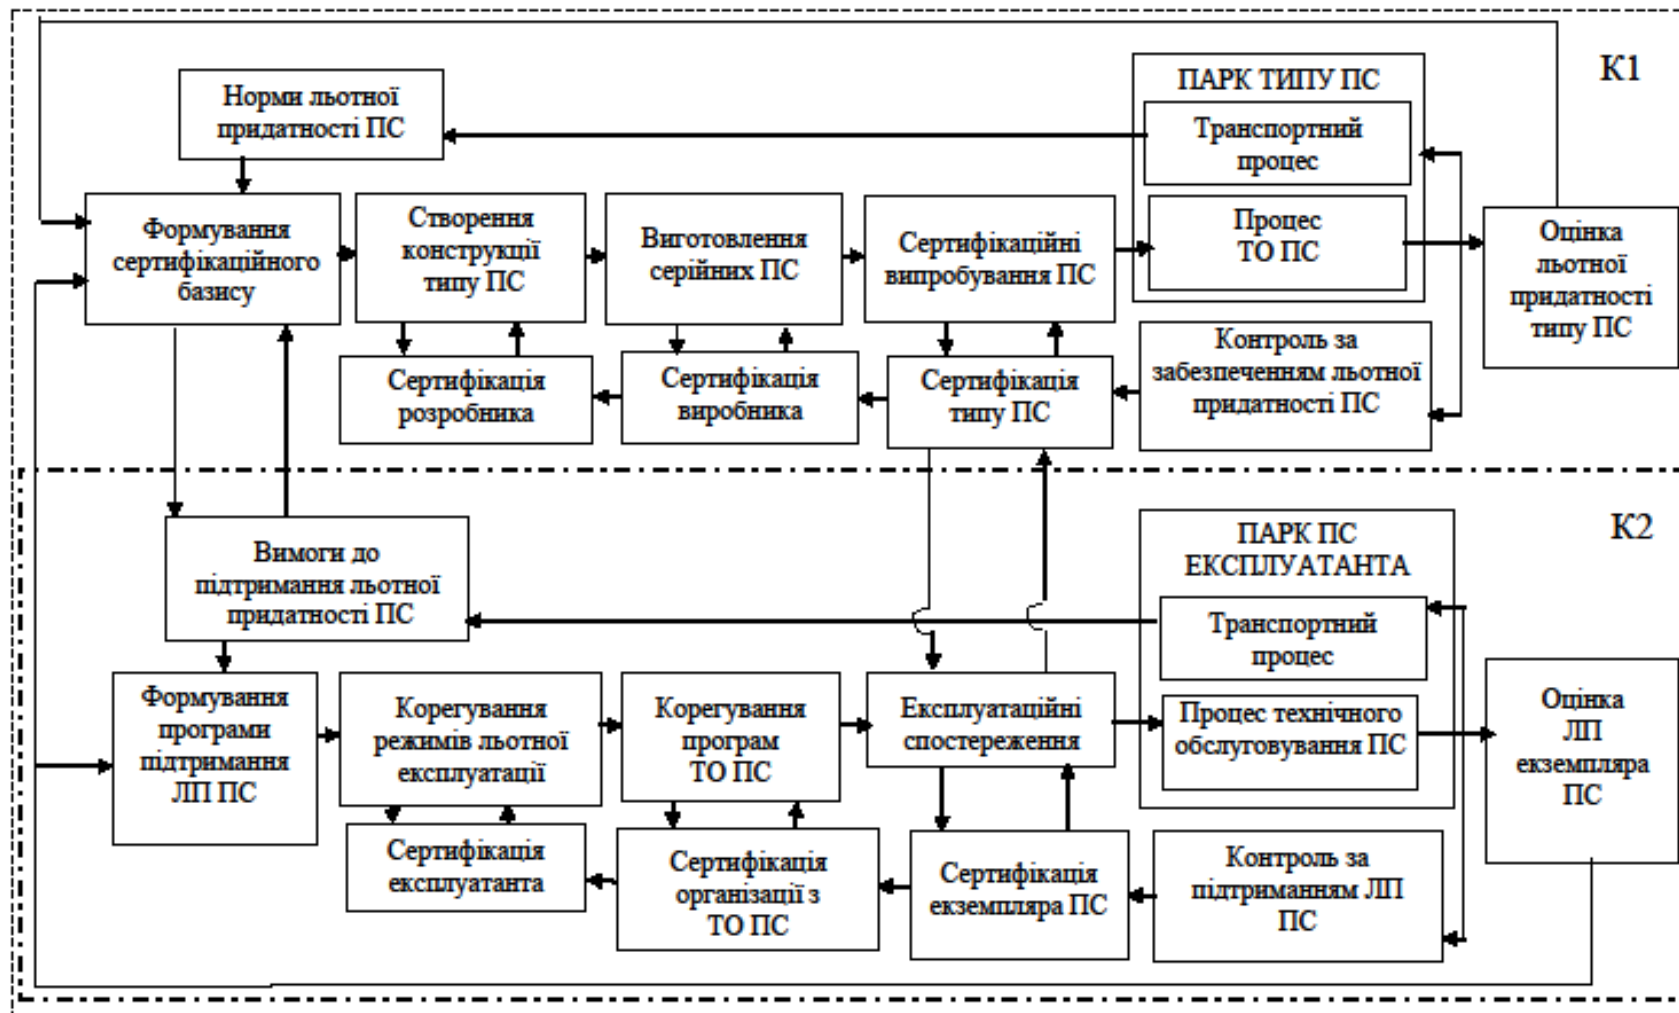 К1
Норми льотної
придатності ПС
ПАРК ТИПУ ПС
Транспортний
процес
Формування
сертифікаційного
базису
Створення
конструкції
типу ПС
Виготовлення
серійних ПС
Сертифікаційні
випробування ПС
Процес
ТО ПС
Оцінка
льотної
придатності
типу ПС
Сертифікація
розробника
Сертифікація
виробника
Сертифікація
типу ПС
Контроль за
забезпеченням льотної
придатності ПС
К2
Вимоги до
підтримання льотної
придатності ПС
ПАРК ПС
ЕКСПЛУАТАНТА
Транспортний
процес
Формування
програми
підтримання
ЛП ПС
Корегування
режимів льотної
експлуатації
Корегування
програм
ТО ПС
Експлуатаційні
спостереження
Процес технічного
обслуговування ПС
Оцінка
ЛП
екземпляра
ПС
Сертифікація
експлуатанта
Сертифікація
організації з
ТО ПС
Сертифікація
екземпляра ПС
Контроль за
підтриманням ЛП
ПС